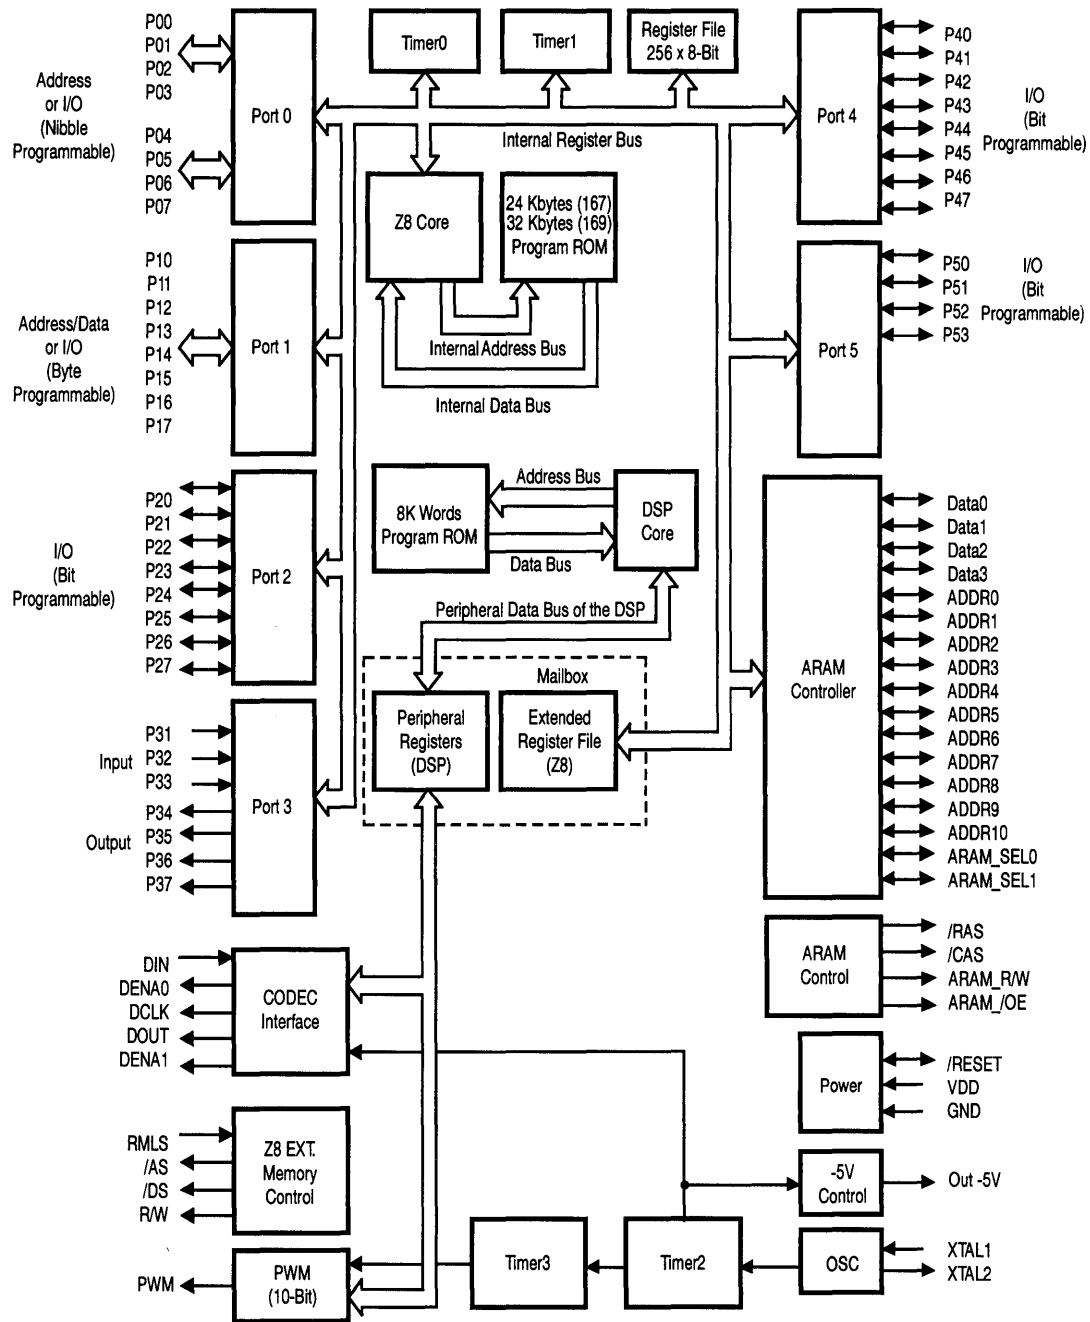 P00
P01
P02
P03
Address
or I/O
(Nibble
Programmable)
P04
P05
P06
P07
Port 0
Timer0
Timer1
Register File
256 x 8-Bit
Internal Register Bus
Port 4
P40
P41
P42
P43
P44
P45
P46
P47
I/O
(Bit
Programmable)
Z8 Core
24 Kbytes (167)
32 Kbytes (169)
Program ROM
Internal Address Bus
Internal Data Bus
P10
P11
P12
P13
P14
P15
P16
P17
Address/Data
or I/O
(Byte
Programmable)
Port 1
Port 5
P50
P51
P52
P53
I/O
(Bit
Programmable)
P20
P21
P22
P23
P24
P25
P26
P27
I/O
(Bit
Programmable)
Port 2
8K Words
Program ROM
Address Bus
Data Bus
DSP
Core
Peripheral Data Bus of the DSP
Mailbox
Peripheral
Registers
(DSP)
Extended
Register File
(Z8)
ARAM
Controller
Data0
Data1
Data2
Data3
ADDR0
ADDR1
ADDR2
ADDR3
ADDR4
ADDR5
ADDR6
ADDR7
ADDR8
ADDR9
ADDR10
ARAM_SEL0
ARAM_SEL1
Input
P31
P32
P33
Output
P34
P35
P36
P37
Port 3
ARAM
Control
/RAS
/CAS
ARAM_R/W
ARAM_/OE
DIN
DENA0
DCLK
DOUT
DENA1
CODEC
Interface
Power
/RESET
VDD
GND
RMLS
/AS
/DS
R/W
Z8 EXT.
Memory
Control
-5V
Control
Out -5V
PWM
PWM
(10-Bit)
Timer3
Timer2
OSC
XTAL1
XTAL2